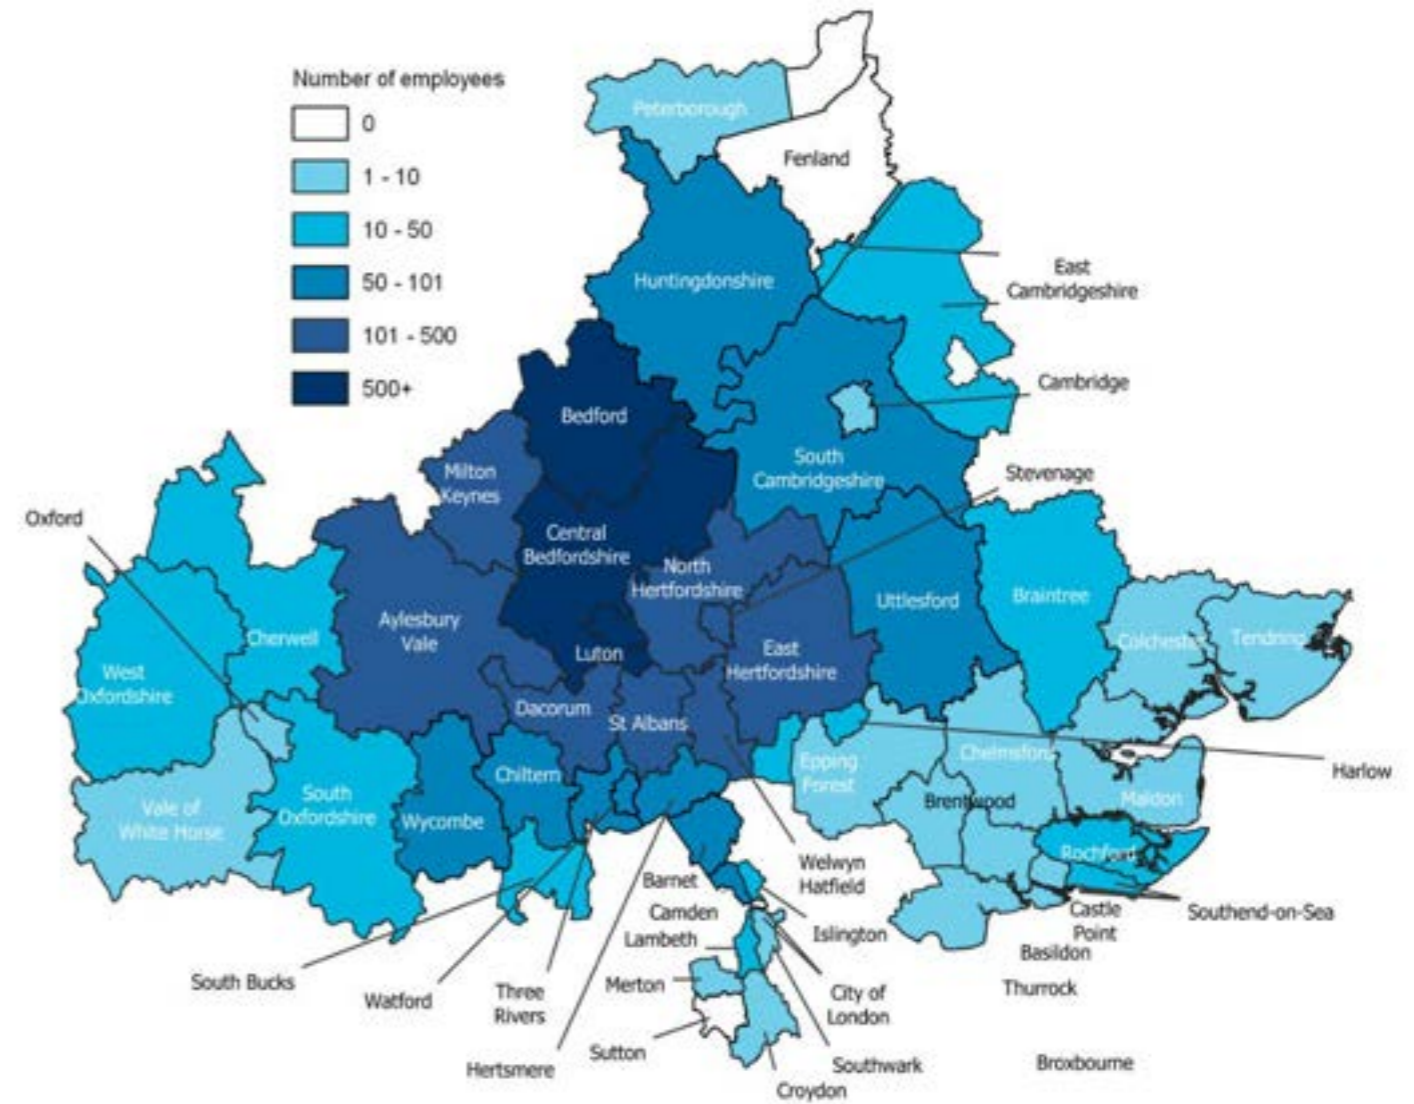 Number of employees
0
1 - 10
10 - 50
50 - 101
101 - 500
500+
Peterborough
Fenland
Huntingdonshire
East
Cambridgeshire
Cambridge
Bedford
South
Cambridgeshire
Stevenage
Milton
Keynes
Oxford
Central
Bedfordshire
North
Hertfordshire
Uttlesford
Braintree
Aylesbury
Vale
Cherwell
Luton
East
Hertfordshire
Colchester
Tendring
West
Oxfordshire
Dacorum
St Albans
Chelmsford
Epping
Forest
Harlow
Chiltern
Brentwood
Maldon
Vale of
White Horse
South
Oxfordshire
Wycombe
Rochford
Welwyn
Hatfield
Barnet
Camden
Lambeth
Islington
Castle
Point
Southend-on-Sea
Basildon
South Bucks
Watford
Three
Rivers
Merton
City of
London
Thurrock
Sutton
Hertsmere
Southwark
Broxbourne
Croydon